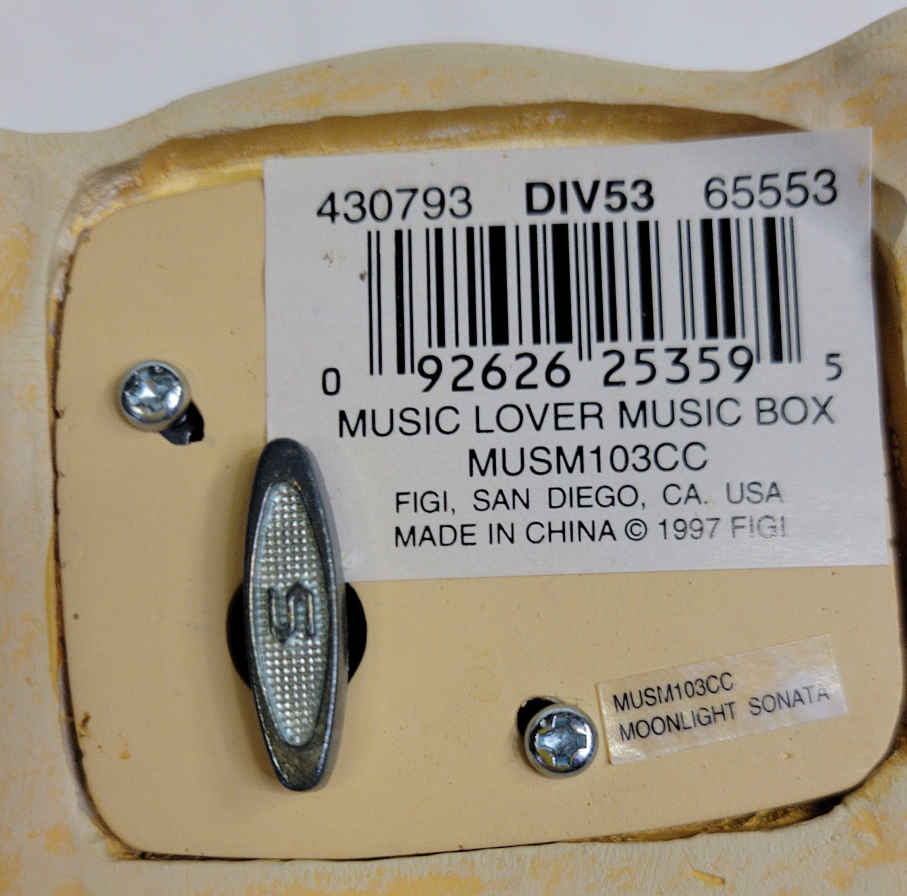 430793 DIV53 65553
0 92626 25359 5
MUSIC LOVER MUSIC BOX
MUSM103CC
FIGI, SAN DIEGO, CA. USA
MADE IN CHINA © 1997 FIGI
S
MUSM103CC
MOONLIGHT SONATA